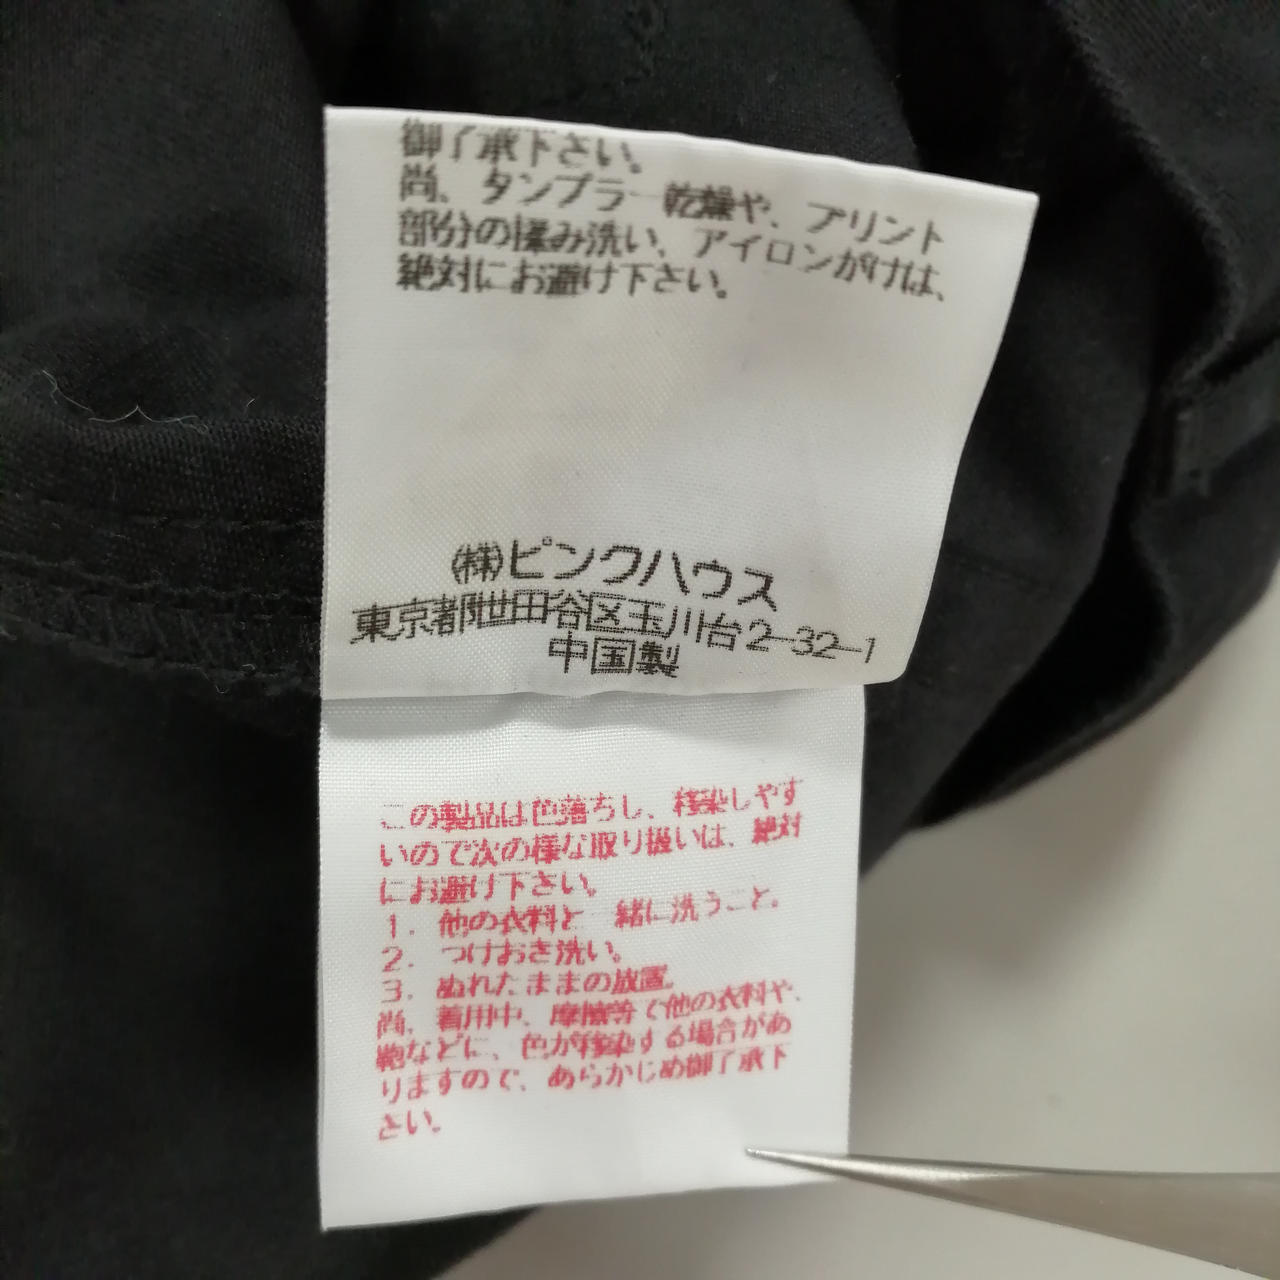 御了承下さい。
尚、タンブラー乾燥や、プリント
部分の揉み洗い、アイロンがけは、
絶対にお避け下さい。
(株)ピンクハウス
東京都世田谷区玉川台2-32-1
中国製
この製品は色落ちし、移染しやす
いので次の様な取り扱いは、絶対
にお避け下さい。
1. 他の衣料と一緒に洗うこと。
2. つけおき洗い。
3. ぬれたままの放置。
尚、着用中、摩擦等で他の衣料や、
鞄などに、色が移染する場合があ
りますので、あらかじめ御了承下
さい。